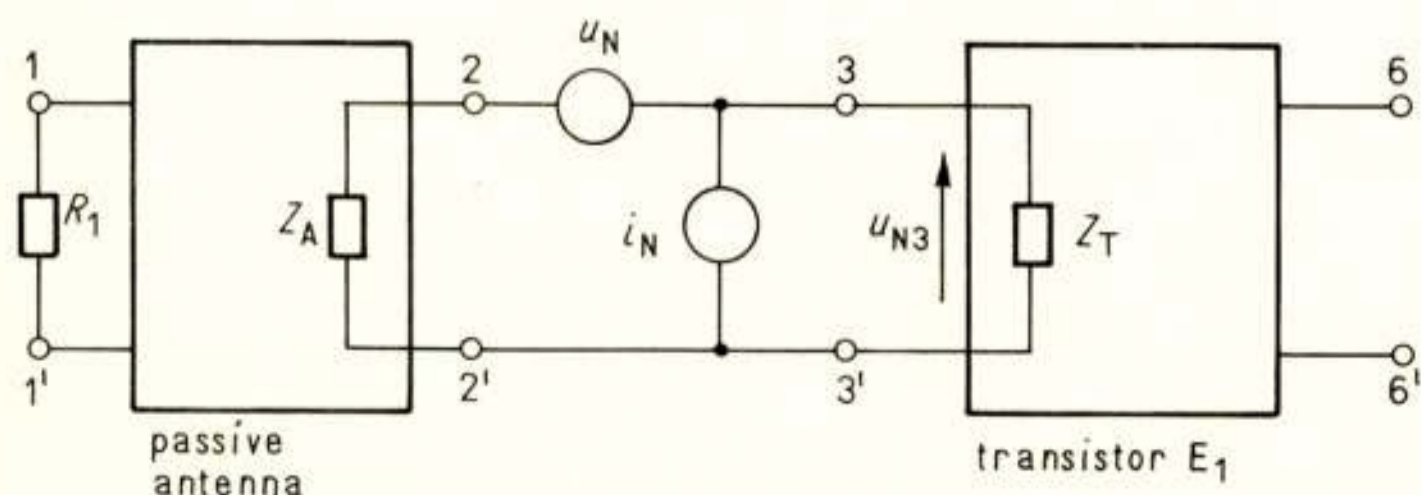 u_N
1
2
3
6
R_1
Z_A
i_N
u_N3
Z_T
1'
2'
3'
6'
passive
antenna
transistor E_1